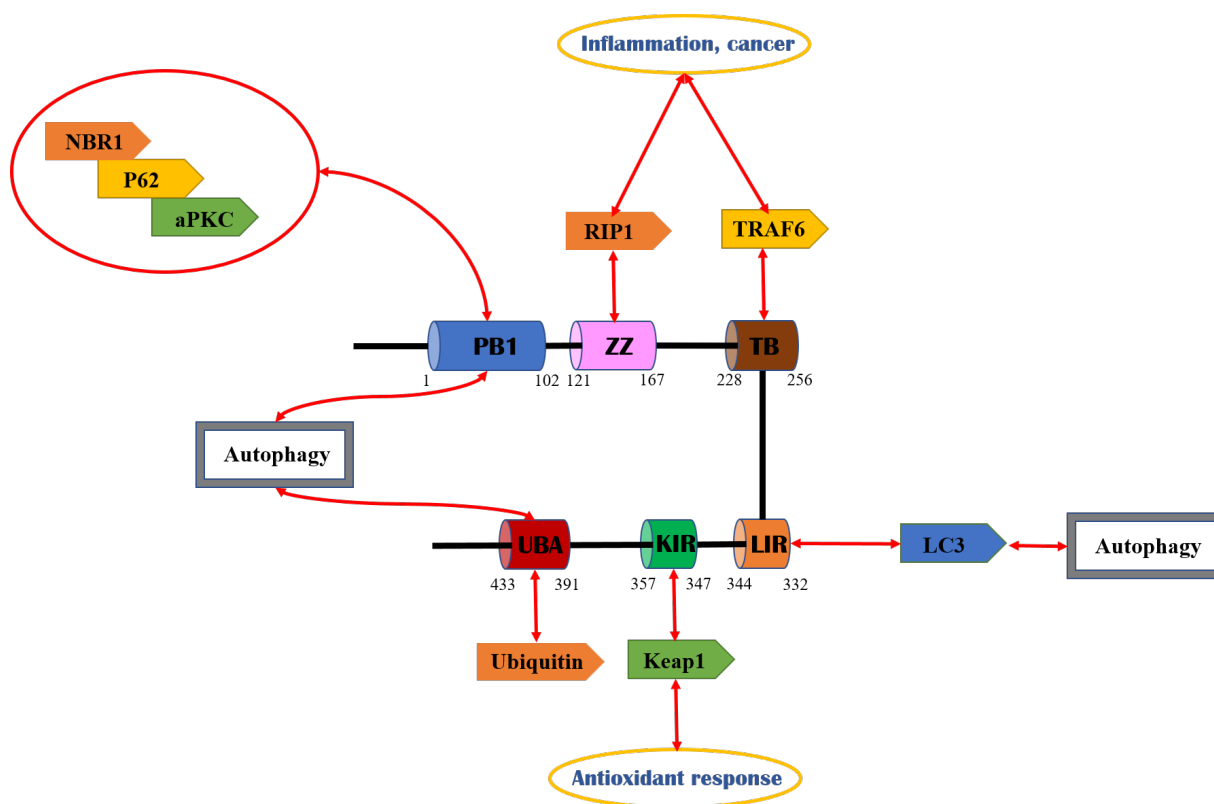 Inflammation, cancer
NBR1
P62
aPKC
RIP1
TRAF6
PB1
ZZ
TB
1
102
121
167
228
256
Autophagy
UBA
KIR
LIR
LC3
Autophagy
433
391
357
347
344
332
Ubiquitin
Keap1
Antioxidant response